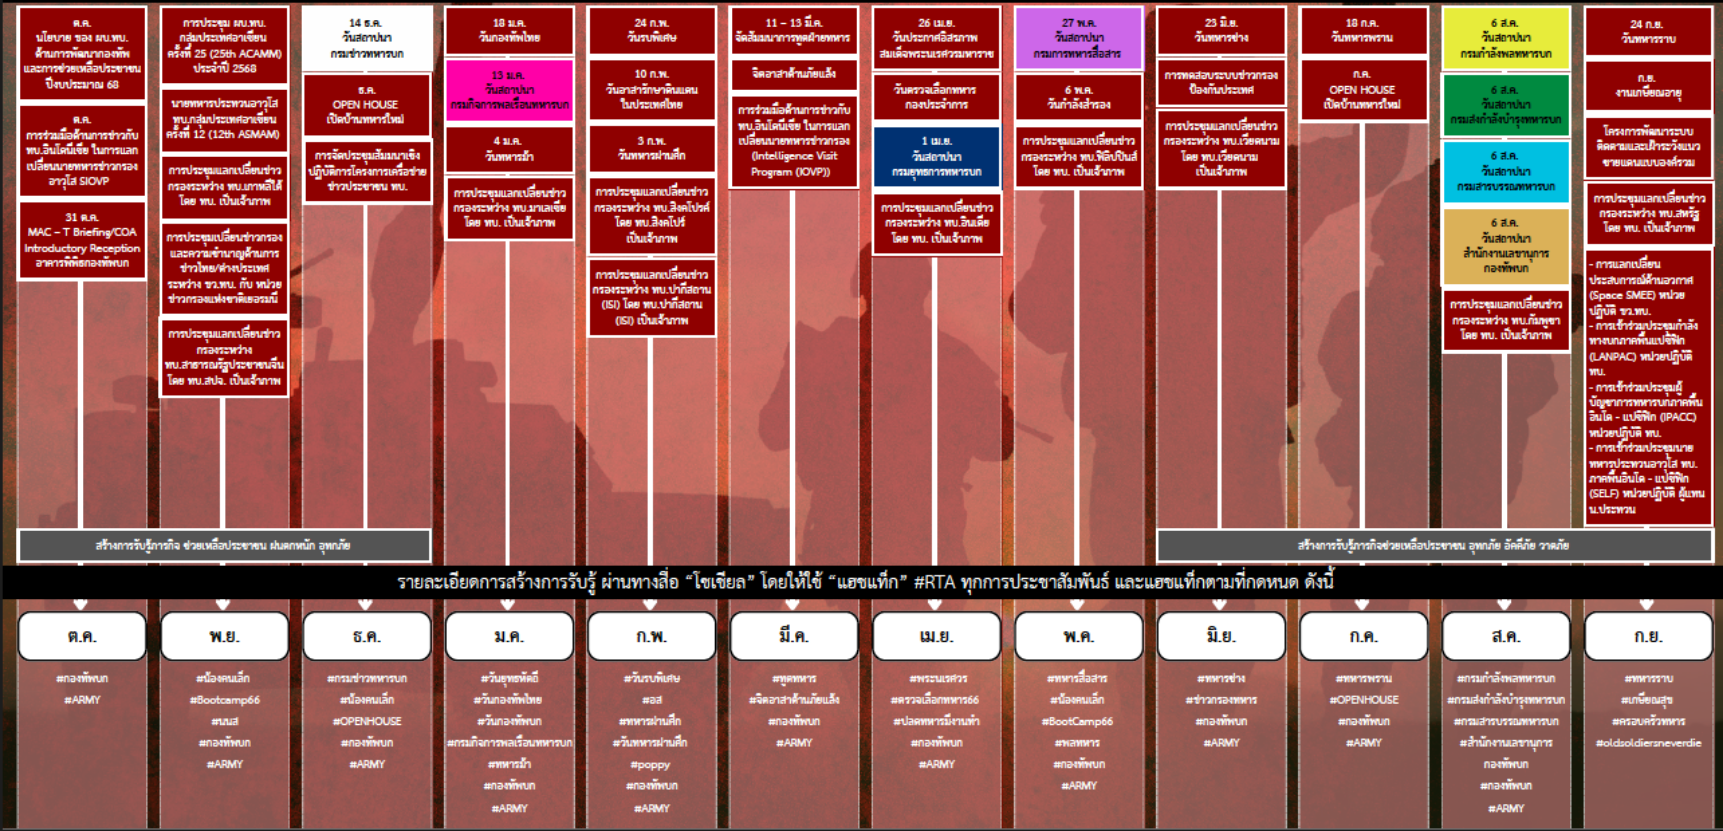 ต.ค.
นโยบาย ของ ผบ.ทบ.
ด้านการพัฒนากองทัพ
และการช่วยเหลือประชาชน
ปีงบประมาณ 68
ต.ค.
การร่วมมือด้านการข่าวกับ
ทบ.อินโดนีเซีย ในการแลก
เปลี่ยนนายทหารข่าวกรอง
อาวุโส SIOVP
31 ต.ค.
MAC – T Briefing/COA
Introductory Reception
อาคารพิพิธกองทัพบก
การประชุม ผบ.ทบ.
กลุ่มประเทศอาเซียน
ครั้งที่ 25 (25th ACAMM)
ประจำปี 2568
นายทหารประทวนอาวุโส
ทบ.กลุ่มประเทศอาเซียน
ครั้งที่ 12 (12th ASMAM)
การประชุมแลกเปลี่ยนข่าว
กรองระหว่าง ทบ.เกาหลีใต้
โดย ทบ. เป็นเจ้าภาพ
การประชุมเปลี่ยนข่าวกรอง
และความชำนาญด้านการ
ข่าวไทย/ต่างประเทศ
ระหว่าง ขว.ทบ. กับ หน่วย
ข่าวกรองแห่งชาติเยอรมนี
การประชุมแลกเปลี่ยนข่าว
กรองระหว่าง
ทบ.สาธารณรัฐประชาชนจีน
โดย ทบ.สปจ. เป็นเจ้าภาพ
14 ธ.ค.
วันสถาปนา
กรมข่าวทหารบก
ธ.ค.
OPEN HOUSE
เปิดบ้านทหารใหม่
การจัดประชุมสัมมนาเชิง
ปฏิบัติการโครงการเครือข่าย
ข่าวประชาชน ทบ.
18 ม.ค.
วันกองทัพไทย
13 ม.ค.
วันสถาปนา
กรมกิจการพลเรือนทหารบก
4 ม.ค.
วันทหารม้า
การประชุมแลกเปลี่ยนข่าว
กรองระหว่าง ทบ.มาเลเซีย
โดย ทบ. เป็นเจ้าภาพ
24 ก.พ.
วันรบพิเศษ
10 ก.พ.
วันอาสารักษาดินแดน
ในประเทศไทย
3 ก.พ.
วันทหารผ่านศึก
การประชุมแลกเปลี่ยนข่าว
กรองระหว่าง ทบ.สิงคโปร์
โดย ทบ.สิงคโปร์
เป็นเจ้าภาพ
การประชุมแลกเปลี่ยนข่าว
กรองระหว่าง ทบ.ปากีสถาน
(ISI) โดย ทบ.ปากีสถาน
(ISI) เป็นเจ้าภาพ
11 – 13 มี.ค.
จัดสัมมนาการทูตฝ่ายทหาร
จิตอาสาต้านภัยแล้ง
การร่วมมือด้านการข่าวกับ
ทบ.อินโดนีเซีย ในการแลก
เปลี่ยนนายทหารข่าวกรอง
(Intelligence Visit
Program (IOVP))
26 เม.ย.
วันประกาศอิสรภาพ
สมเด็จพระนเรศวรมหาราช
วันตรวจเลือกทหาร
กองประจำการ
1 เม.ย.
วันสถาปนา
กรมยุทธการทหารบก
การประชุมแลกเปลี่ยนข่าว
กรองระหว่าง ทบ.อินเดีย
โดย ทบ. เป็นเจ้าภาพ
27 พ.ค.
วันสถาปนา
กรมการทหารสื่อสาร
6 พ.ค.
วันกำลังสำรอง
การประชุมแลกเปลี่ยนข่าว
กรองระหว่าง ทบ.ฟิลิปปินส์
โดย ทบ. เป็นเจ้าภาพ
23 มิ.ย.
วันทหารช่าง
การทดสอบระบบข่าวกรอง
ป้องกันประเทศ
การประชุมแลกเปลี่ยนข่าว
กรองระหว่าง ทบ.เวียดนาม
โดย ทบ.เวียดนาม
เป็นเจ้าภาพ
18 ก.ค.
วันทหารพราน
ก.ค.
OPEN HOUSE
เปิดบ้านทหารใหม่
6 ส.ค.
วันสถาปนา
กรมกำลังพลทหารบก
6 ส.ค.
วันสถาปนา
กรมส่งกำลังบำรุงทหารบก
6 ส.ค.
วันสถาปนา
กรมสารบรรณทหารบก
6 ส.ค.
วันสถาปนา
สำนักงานเลขานุการ
กองทัพบก
การประชุมแลกเปลี่ยนข่าว
กรองระหว่าง ทบ.กัมพูชา
โดย ทบ. เป็นเจ้าภาพ
24 ก.ย.
วันทหารราบ
ก.ย.
งานเกษียณอายุ
โครงการพัฒนาระบบ
ติดตามและเฝ้าระวังแนว
ชายแดนแบบองค์รวม
การประชุมแลกเปลี่ยนข่าว
กรองระหว่าง ทบ.สหรัฐ
โดย ทบ. เป็นเจ้าภาพ
- การแลกเปลี่ยน
ประสบการณ์ด้านอวกาศ
(Space SMEE) หน่วย
ปฏิบัติ ขว.ทบ.
- การเข้าร่วมประชุมกำลัง
ทางบกภาคพื้นแปซิฟิก
(LANPAC) หน่วยปฏิบัติ
ทบ.
- การเข้าร่วมประชุมผู้
บัญชาการทหารบกภาคพื้น
อินโด - แปซิฟิก (IPACC)
หน่วยปฏิบัติ ทบ.
- การเข้าร่วมประชุมนาย
ทหารประทวนอาวุโส ทบ.
ภาคพื้นอินโด - แปซิฟิก
(SELF) หน่วยปฏิบัติ ผู้แทน
น.ประทวน
สร้างการรับรู้ภารกิจ ช่วยเหลือประชาชน ฝนตกหนัก อุทกภัย
สร้างการรับรู้ภารกิจช่วยเหลือประชาชน อุทกภัย อัคคีภัย วาตภัย
รายละเอียดการสร้างการรับรู้ ผ่านทางสื่อ “โซเชียล” โดยให้ใช้ “แฮชแท็ก” #RTA ทุกการประชาสัมพันธ์ และแฮชแท็กตามที่กดหนด ดังนี้
ต.ค.
#กองทัพบก
#ARMY
พ.ย.
#น้องคนเล็ก
#Bootcamp66
#นนส
#กองทัพบก
#ARMY
ธ.ค.
#กรมข่าวทหารบก
#น้องคนเล็ก
#OPENHOUSE
#กองทัพบก
#ARMY
ม.ค.
#วันยุทธหัตถี
#วันกองทัพไทย
#วันกองทัพบก
#กรมกิจการพลเรือนทหารบก
#ทหารม้า
#กองทัพบก
#ARMY
ก.พ.
#วันรบพิเศษ
#อส
#ทหารผ่านศึก
#วันทหารผ่านศึก
#poppy
#กองทัพบก
#ARMY
มี.ค.
#ทูตทหาร
#จิตอาสาต้านภัยแล้ง
#กองทัพบก
#ARMY
เม.ย.
#พระนเรศวร
#ตรวจเลือกทหาร66
#ปลดทหารมีงานทำ
#กองทัพบก
#ARMY
พ.ค.
#ทหารสื่อสาร
#น้องคนเล็ก
#BootCamp66
#พลทหาร
#กองทัพบก
#ARMY
มิ.ย.
#ทหารช่าง
#ข่าวกรองทหาร
#กองทัพบก
#ARMY
ก.ค.
#ทหารพราน
#OPENHOUSE
#กองทัพบก
#ARMY
ส.ค.
#กรมกำลังพลทหารบก
#กรมส่งกำลังบำรุงทหารบก
#กรมสารบรรณทหารบก
#สำนักงานเลขานุการ
กองทัพบก
#กองทัพบก
#ARMY
ก.ย.
#ทหารราบ
#เกษียณสุข
#ครอบครัวทหาร
#oldsoldiersneverdie